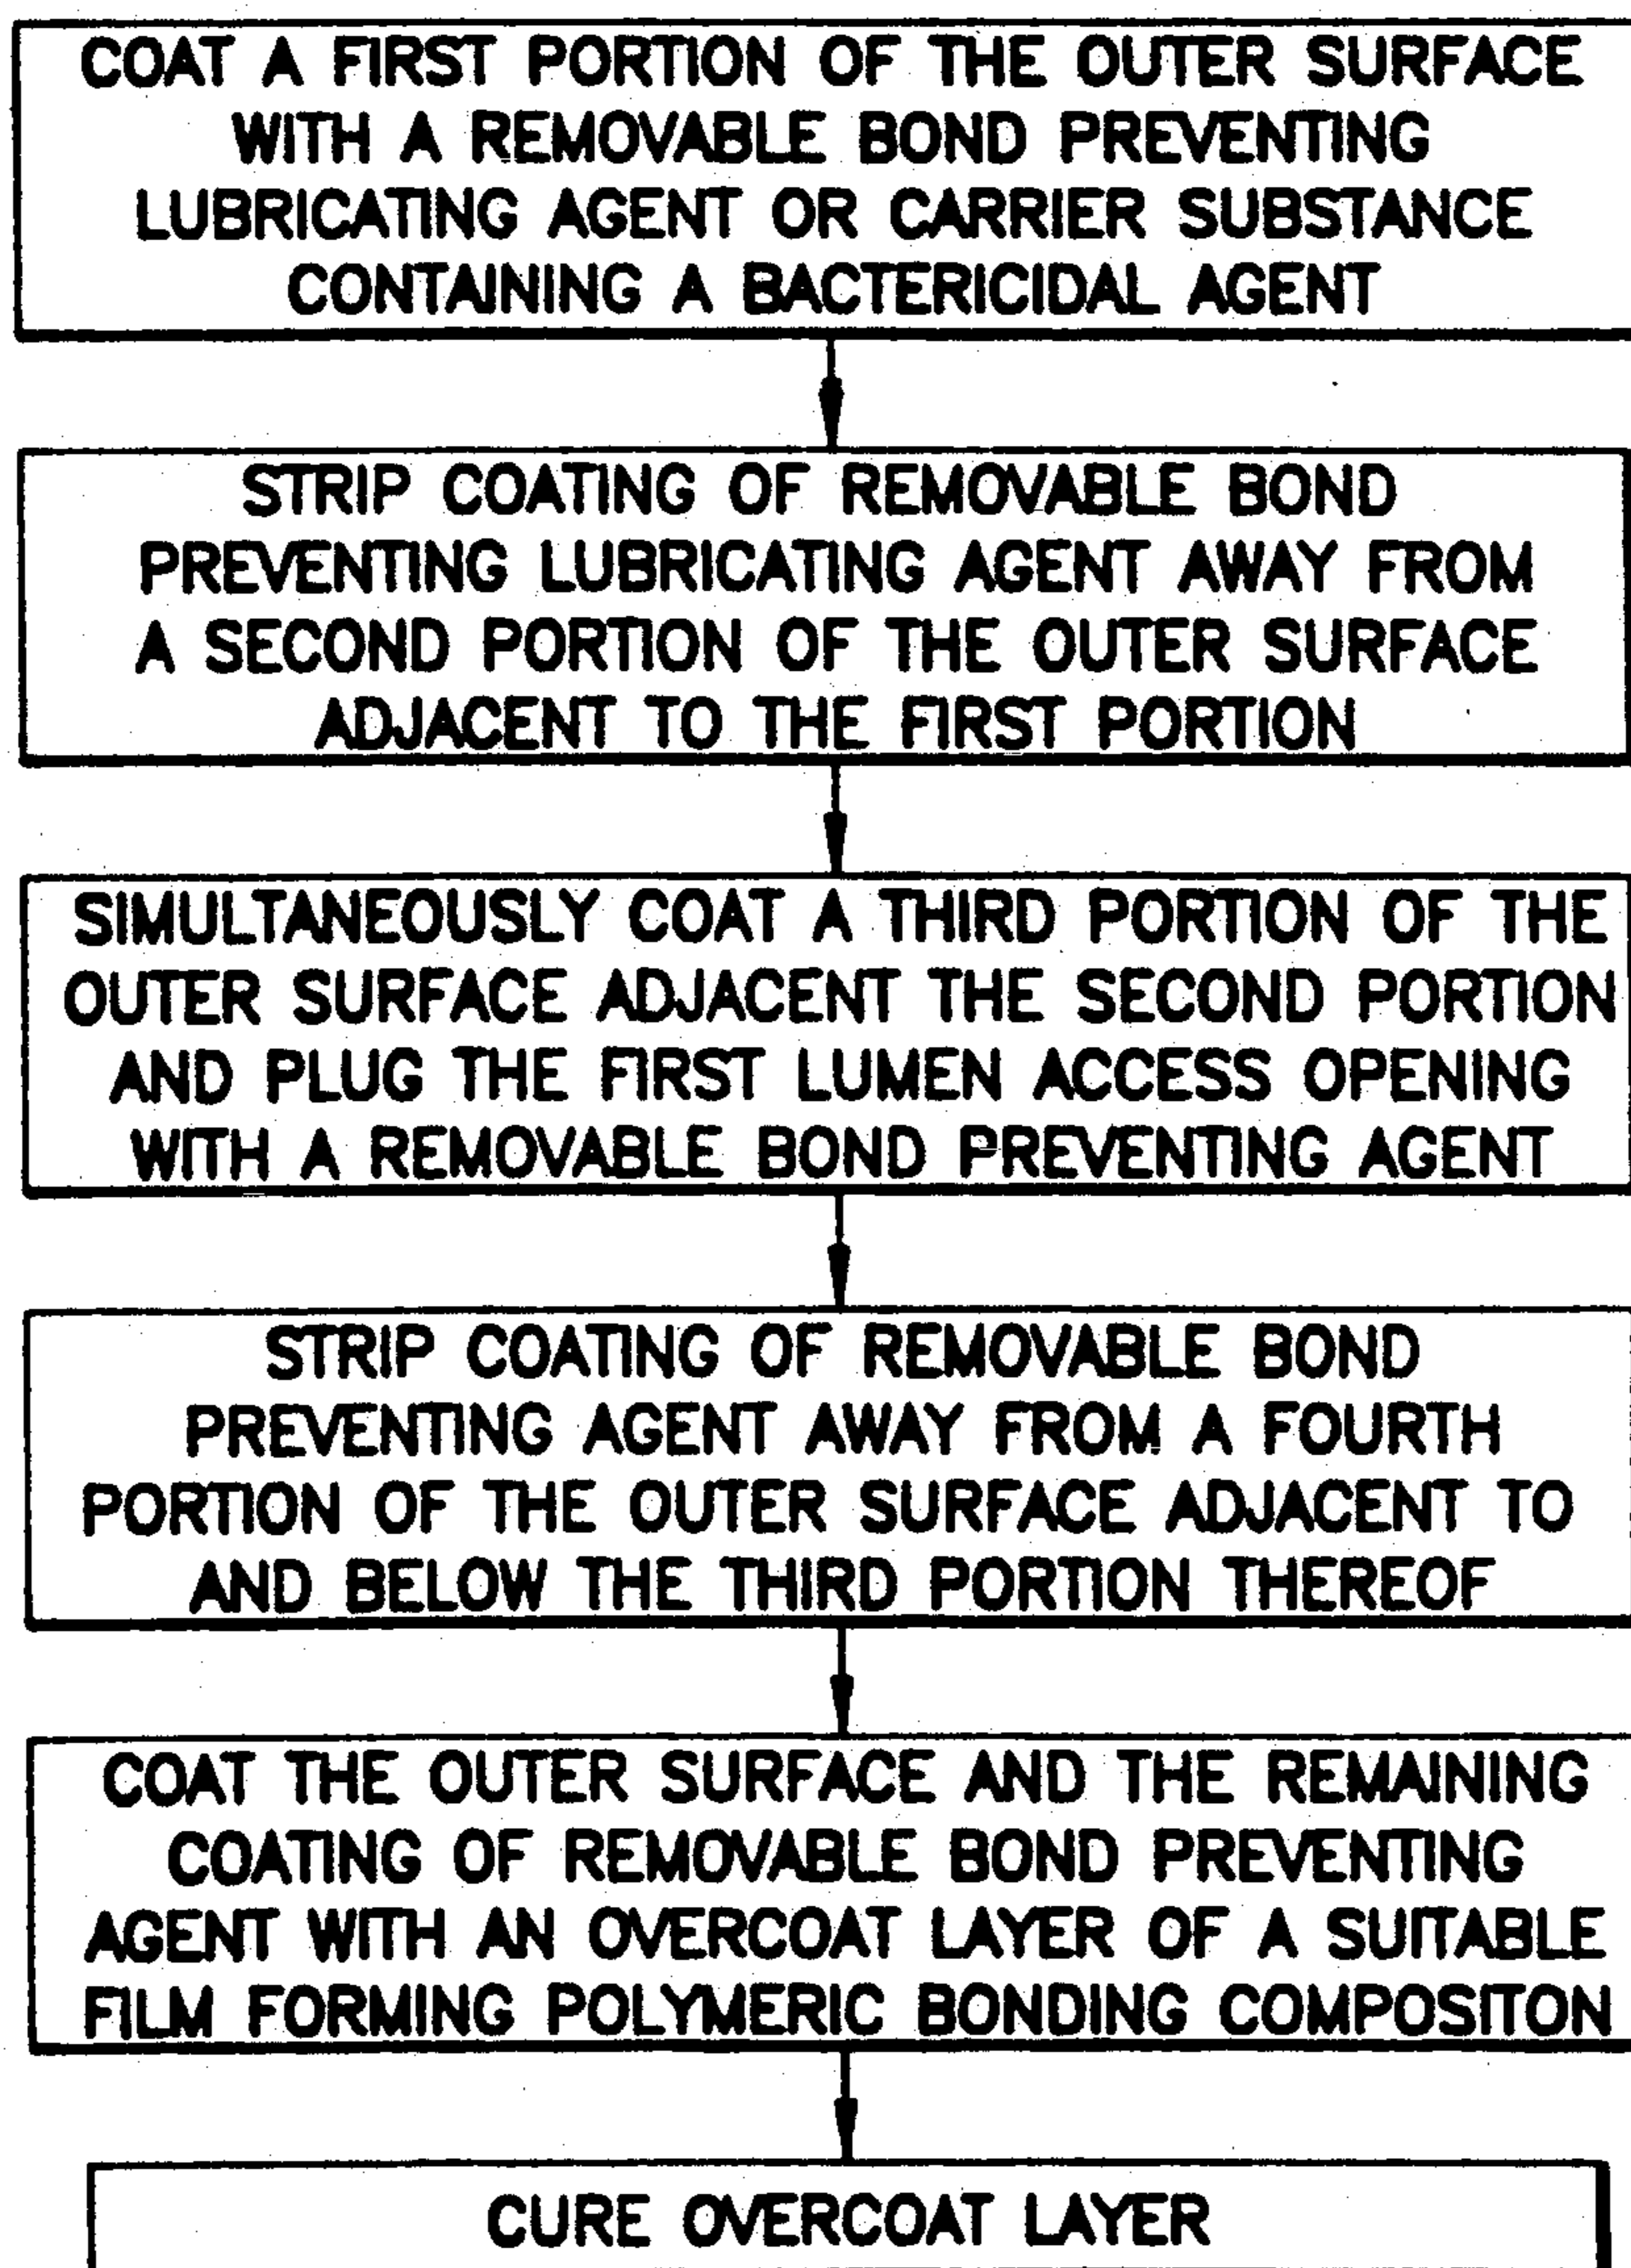 COAT A FIRST PORTION OF THE OUTER SURFACE
WITH A REMOVABLE BOND PREVENTING
LUBRICATING AGENT OR CARRIER SUBSTANCE
CONTAINING A BACTERICIDAL AGENT
STRIP COATING OF REMOVABLE BOND
PREVENTING LUBRICATING AGENT AWAY FROM
A SECOND PORTION OF THE OUTER SURFACE
ADJACENT TO THE FIRST PORTION
SIMULTANEOUSLY COAT A THIRD PORTION OF THE
OUTER SURFACE ADJACENT THE SECOND PORTION
AND PLUG THE FIRST LUMEN ACCESS OPENING
WITH A REMOVABLE BOND PREVENTING AGENT
STRIP COATING OF REMOVABLE BOND
PREVENTING AGENT AWAY FROM A FOURTH
PORTION OF THE OUTER SURFACE ADJACENT TO
AND BELOW THE THIRD PORTION THEREOF
COAT THE OUTER SURFACE AND THE REMAINING
COATING OF REMOVABLE BOND PREVENTING
AGENT WITH AN OVERCOAT LAYER OF A SUITABLE
FILM FORMING POLYMERIC BONDING COMPOSITON
CURE OVERCOAT LAYER